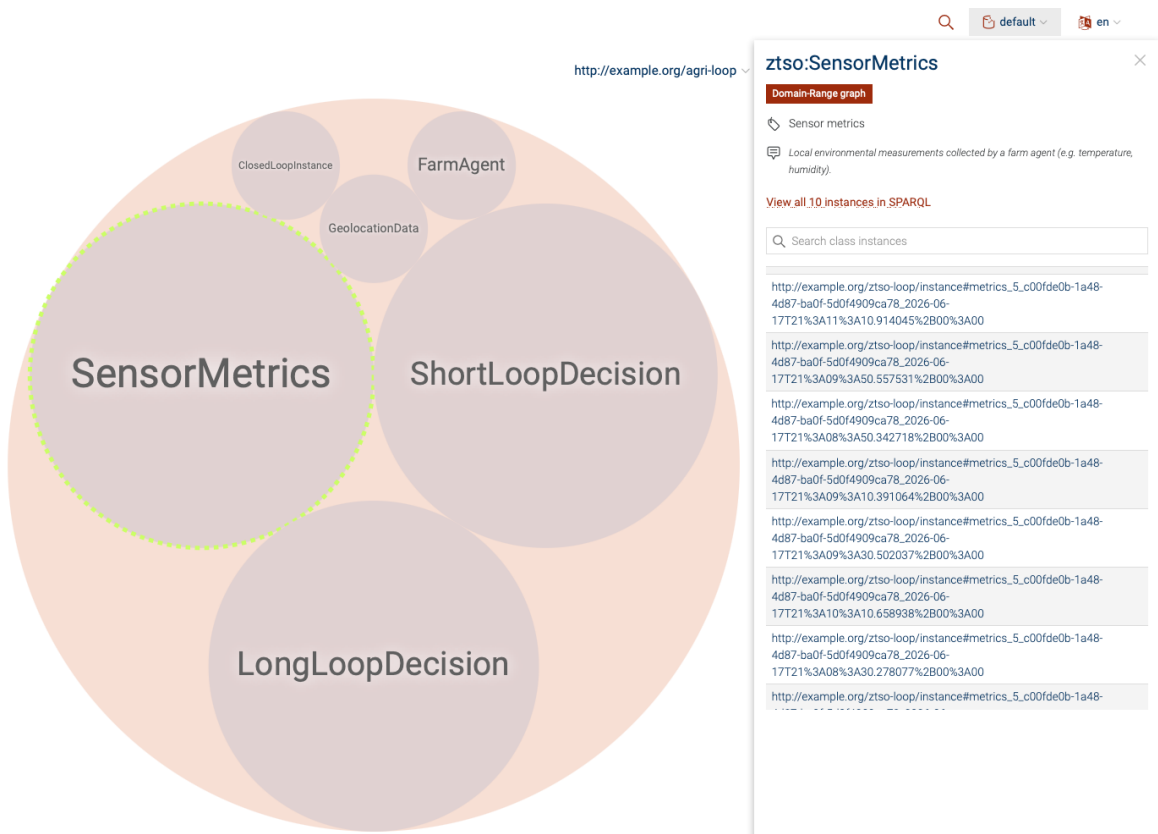 default
en
http://example.org/agri-loop
ClosedLoopInstance
FarmAgent
GeolocationData
SensorMetrics
ShortLoopDecision
LongLoopDecision
ztso:SensorMetrics
Domain-Range graph
Sensor metrics
Local environmental measurements collected by a farm agent (e.g. temperature,
humidity).
View all 10 instances in SPARQL
Search class instances
http://example.org/ztso-loop/instance#metrics_5_c00fde0b-1a48-
4d87-ba0f-5d0f4909ca78_2026-06-
17T21%3A11%3A10.914045%2B00%3A00
http://example.org/ztso-loop/instance#metrics_5_c00fde0b-1a48-
4d87-ba0f-5d0f4909ca78_2026-06-
17T21%3A09%3A50.557531%2B00%3A00
http://example.org/ztso-loop/instance#metrics_5_c00fde0b-1a48-
4d87-ba0f-5d0f4909ca78_2026-06-
17T21%3A08%3A50.342718%2B00%3A00
http://example.org/ztso-loop/instance#metrics_5_c00fde0b-1a48-
4d87-ba0f-5d0f4909ca78_2026-06-
17T21%3A09%3A10.391064%2B00%3A00
http://example.org/ztso-loop/instance#metrics_5_c00fde0b-1a48-
4d87-ba0f-5d0f4909ca78_2026-06-
17T21%3A09%3A30.502037%2B00%3A00
http://example.org/ztso-loop/instance#metrics_5_c00fde0b-1a48-
4d87-ba0f-5d0f4909ca78_2026-06-
17T21%3A10%3A10.658938%2B00%3A00
http://example.org/ztso-loop/instance#metrics_5_c00fde0b-1a48-
4d87-ba0f-5d0f4909ca78_2026-06-
17T21%3A08%3A30.278077%2B00%3A00
http://example.org/ztso-loop/instance#metrics_5_c00fde0b-1a48-